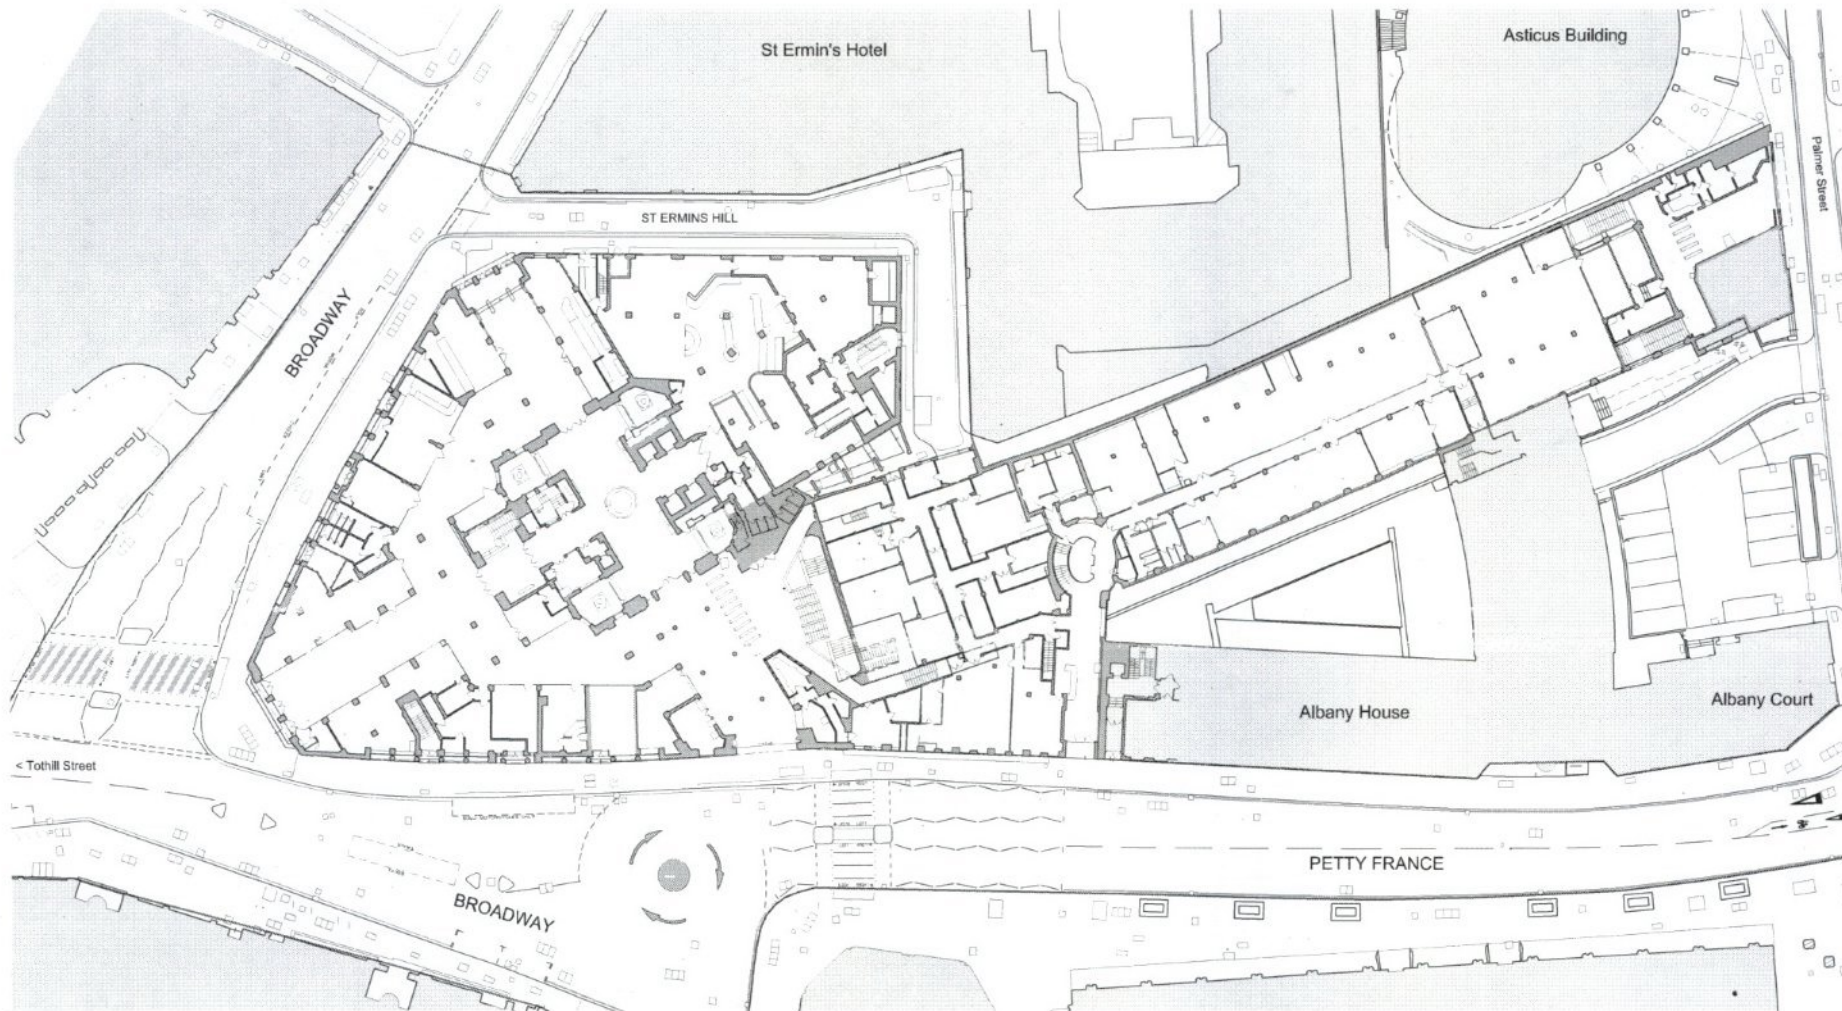 St Ermin's Hotel
Asticus Building
Palmer Street
ST ERMINS HILL
BROADWAY
Albany House
Albany Court
< Tothill Street
PETTY FRANCE
BROADWAY